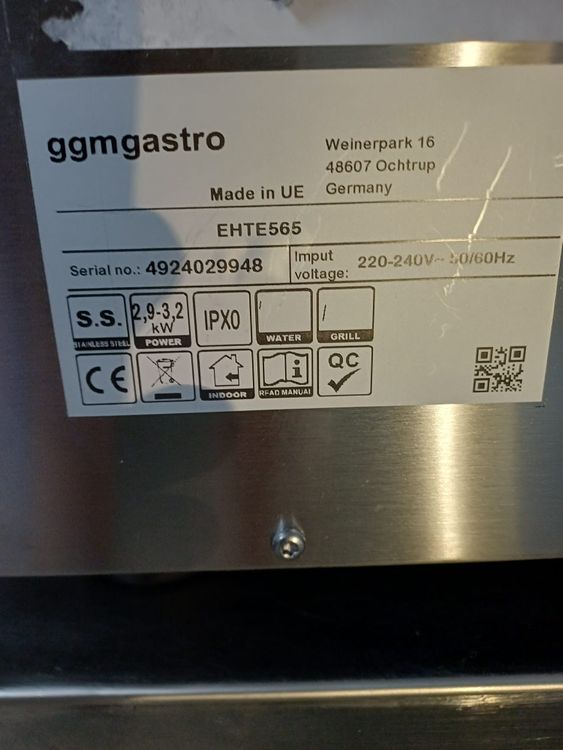 ggmgastro
Weinerpark 16
48607 Ochtrup
Germany
Made in UE
EHTE565
Serial no.: 4924029948
Imput voltage:
220-240V~ 50/60Hz
S.S.
STAINLESS STEEL
2,9-3,2
kW
POWER
IPX0
/
WATER
/
GRILL
CE
INDOOR
i
READ MANUAL
QC